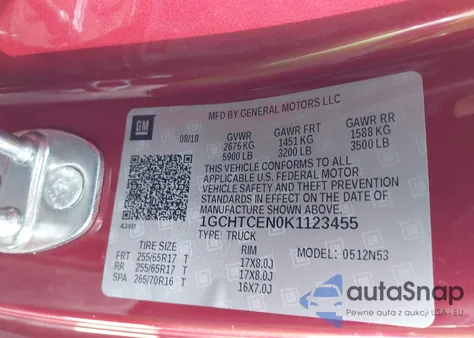 GM
MFD BY GENERAL MOTORS LLC
08/18 GVWR GAWR FRT GAWR RR
2676 KG 1451 KG 1588 KG
5900 LB 3200 LB 3500 LB
THIS VEHICLE CONFORMS TO ALL
APPLICABLE U.S. FEDERAL MOTOR
VEHICLE SAFETY AND THEFT PREVENTION
STANDARDS IN EFFECT ON THE DATE OF
MANUFACTURE SHOWN ABOVE.
1GCHTCEN0K1123455
TYPE: TRUCK MODEL: 0512N53
TIRE SIZE RIM
FRT 255/65R17 T 17X8.0J
RR 255/65R17 T 17X8.0J
SPA 265/70R16 T 16X7.0J
autoSnap
Pewne auta z USA i EU